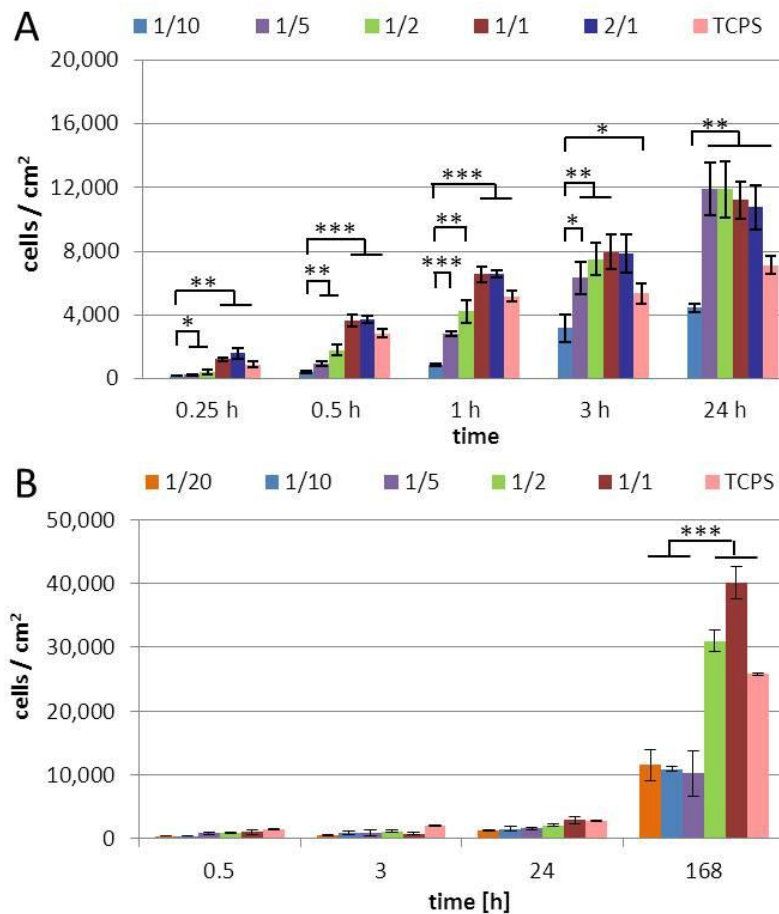 A
1/10 1/5 1/2 1/1 2/1 TCPS
20,000
16,000
12,000
8,000
4,000
0
cells / cm²
** * *** ** *** ** *** * ** * **
0.25 h 0.5 h 1 h 3 h 24 h
time
B
1/20 1/10 1/5 1/2 1/1 TCPS
50,000
40,000
30,000
20,000
10,000
0
cells / cm²
***
0.5 3 24 168
time [h]